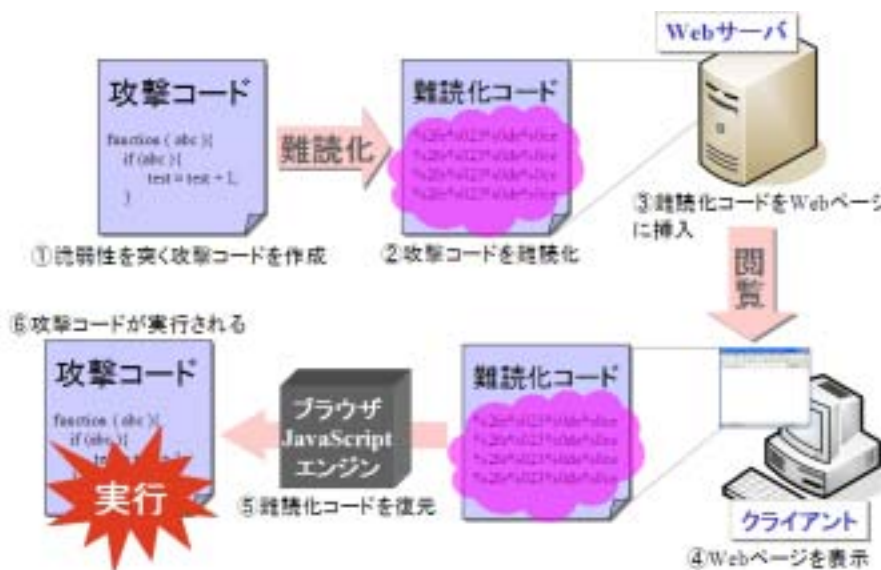 Webサーバ
攻撃コード
function ( abc ){
if (abc ){
test = test + 1,
}
難読化
難読化コード
①脆弱性を突く攻撃コードを作成
②攻撃コードを難読化
③難読化コードをWebページ
に挿入
閲覧
⑥攻撃コードが実行される
攻撃コード
function ( abc ){
if (abc ){
実行
ブラウザ
JavaScript
エンジン
⑤難読化コードを復元
難読化コード
クライアント
④Webページを表示